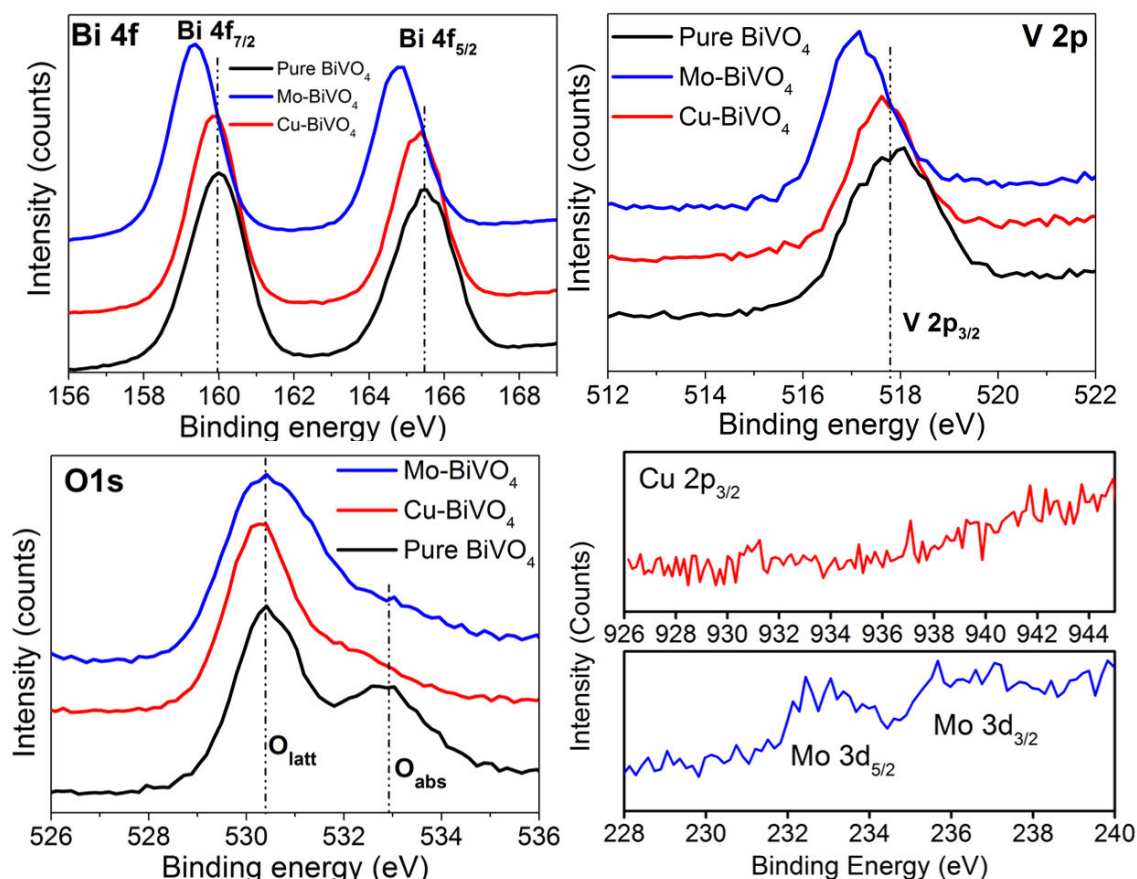 Bi 4f
Bi 4f7/2
Bi 4f5/2
Pure BiVO4
Mo-BiVO4
Cu-BiVO4
Intensity (counts)
156 158 160 162 164 166 168
Binding energy (eV)
V 2p
Pure BiVO4
Mo-BiVO4
Cu-BiVO4
V 2p3/2
Intensity (counts)
512 514 516 518 520 522
Binding energy (eV)
O1s
Mo-BiVO4
Cu-BiVO4
Pure BiVO4
Olatt
Oabs
Intensity (counts)
526 528 530 532 534 536
Binding energy (eV)
Cu 2p3/2
926 928 930 932 934 936 938 940 942 944
Intensity (Counts)
Mo 3d5/2
Mo 3d3/2
228 230 232 234 236 238 240
Binding Energy (eV)